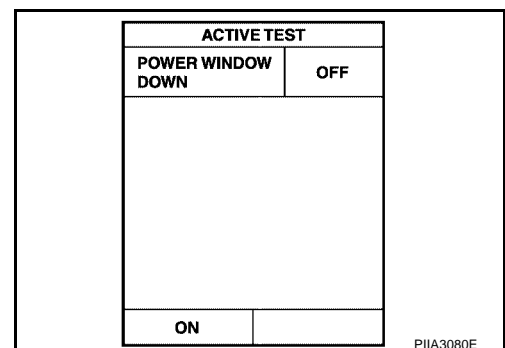 ACTIVE TEST
POWER WINDOW
DOWN
OFF
ON
PIIA3080E